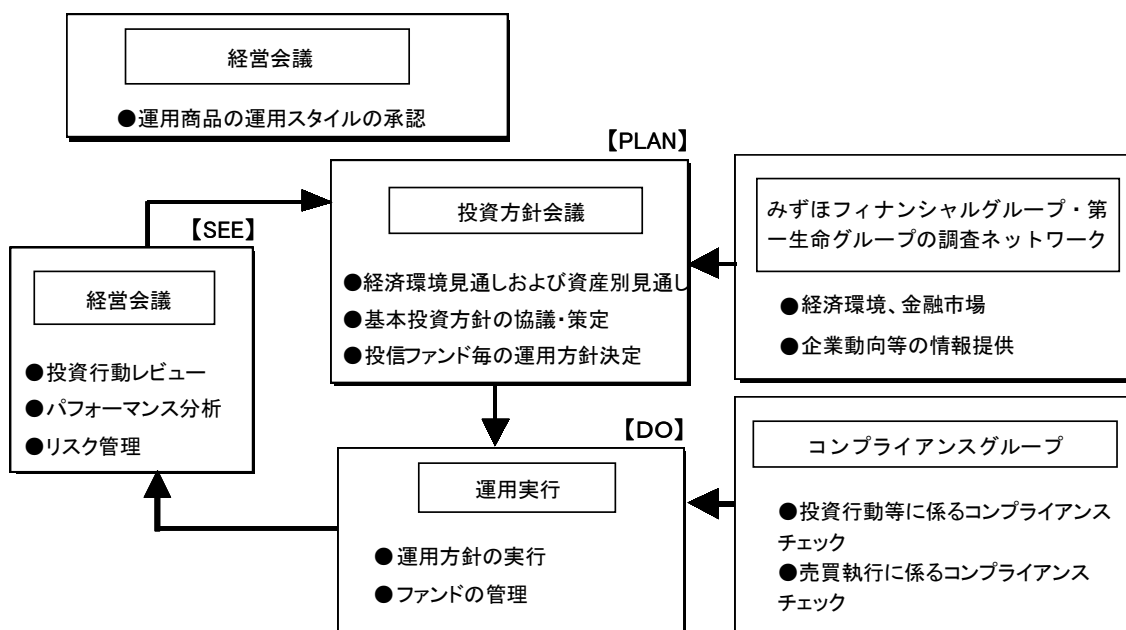 経営会議
●運用商品の運用スタイルの承認
【PLAN】
投資方針会議
●経済環境見通しおよび資産別見通し
●基本投資方針の協議・策定
●投信ファンド毎の運用方針決定
みずほフィナンシャルグループ・第
一生命グループの調査ネットワーク
●経済環境、金融市場
●企業動向等の情報提供
【SEE】
経営会議
●投資行動レビュー
●パフォーマンス分析
●リスク管理
【DO】
運用実行
●運用方針の実行
●ファンドの管理
コンプライアンスグループ
●投資行動等に係るコンプライアンス
チェック
●売買執行に係るコンプライアンス
チェック